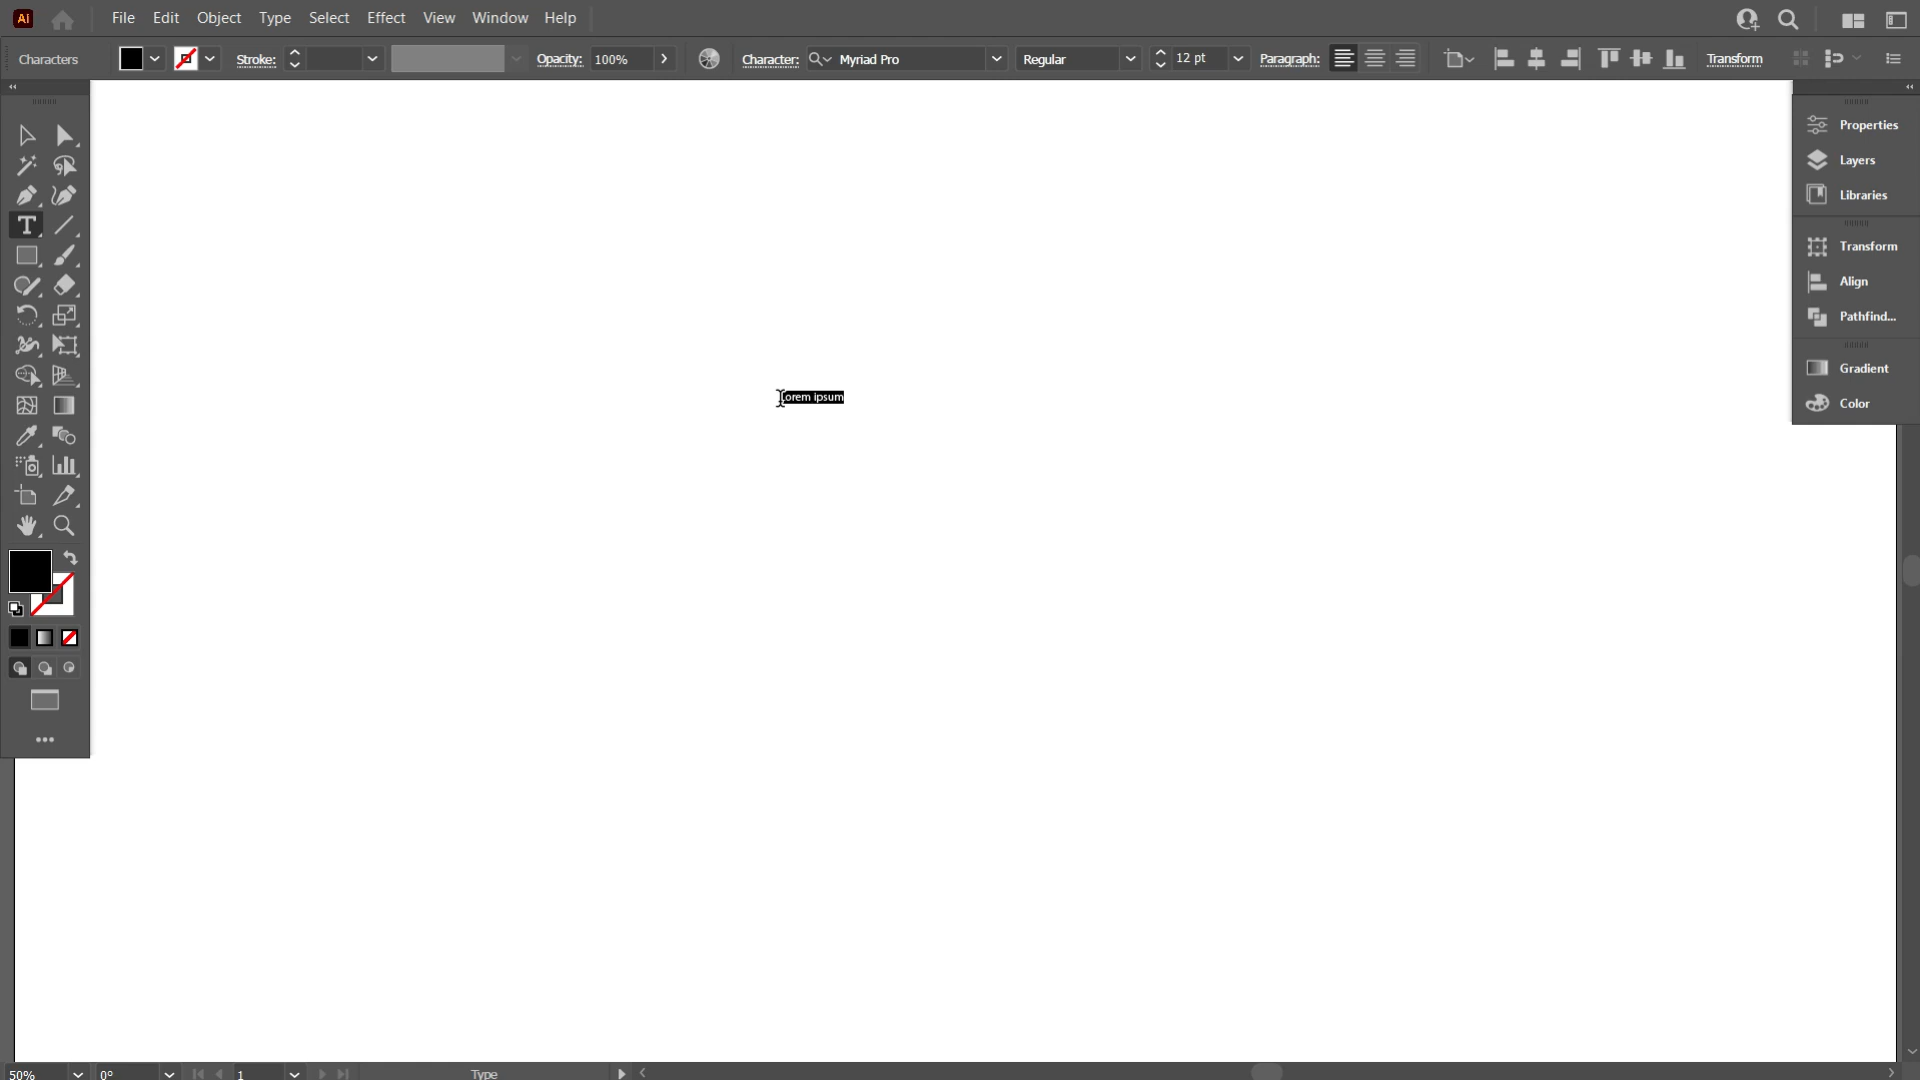 Ai File Edit Object Type Select Effect View Window Help
Characters Stroke: Opacity: 100% Character: Myriad Pro Regular 12 pt Paragraph: Transform
Properties
Layers
Libraries
T
Transform
Align
Pathfind...
Gradient
Color
Lorem ipsum
50% 0° 1 Type